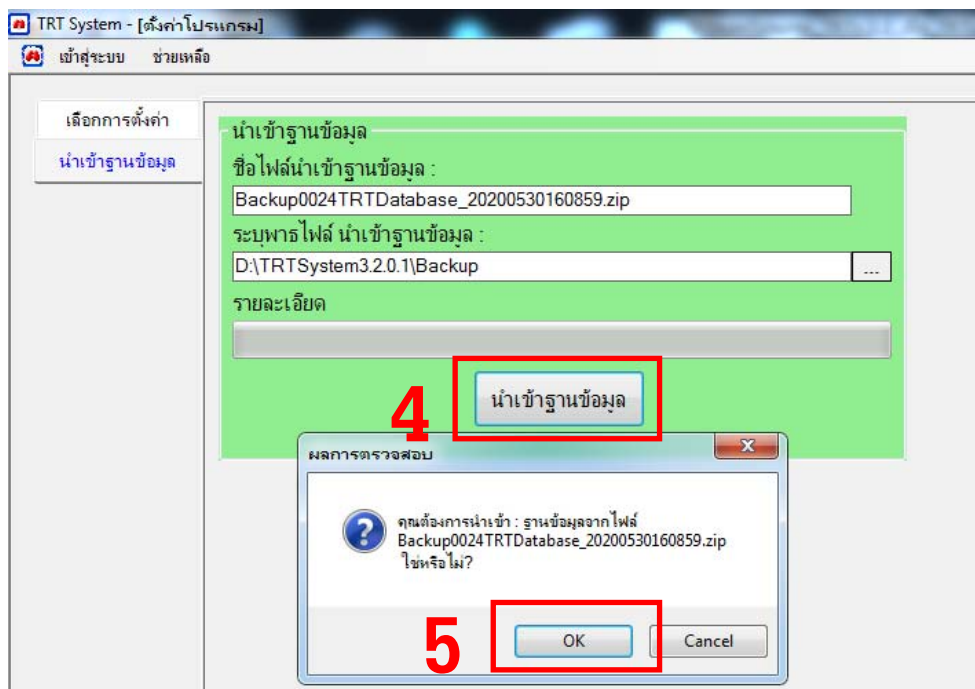 TRT System - [ตั้งค่าโปรแกรม]
เข้าสู่ระบบ ช่วยเหลือ
เลือกการตั้งค่า
นำเข้าฐานข้อมูล
นำเข้าฐานข้อมูล
ชื่อไฟล์นำเข้าฐานข้อมูล :
Backup0024TRTDatabase_20200530160859.zip
ระบุพาธไฟล์ นำเข้าฐานข้อมูล :
D:\TRTSystem3.2.0.1\Backup
...
รายละเอียด
4
นำเข้าฐานข้อมูล
ผลการตรวจสอบ
คุณต้องการนำเข้า : ฐานข้อมูลจากไฟล์
Backup0024TRTDatabase_20200530160859.zip
ใช่หรือไม่?
5
OK Cancel